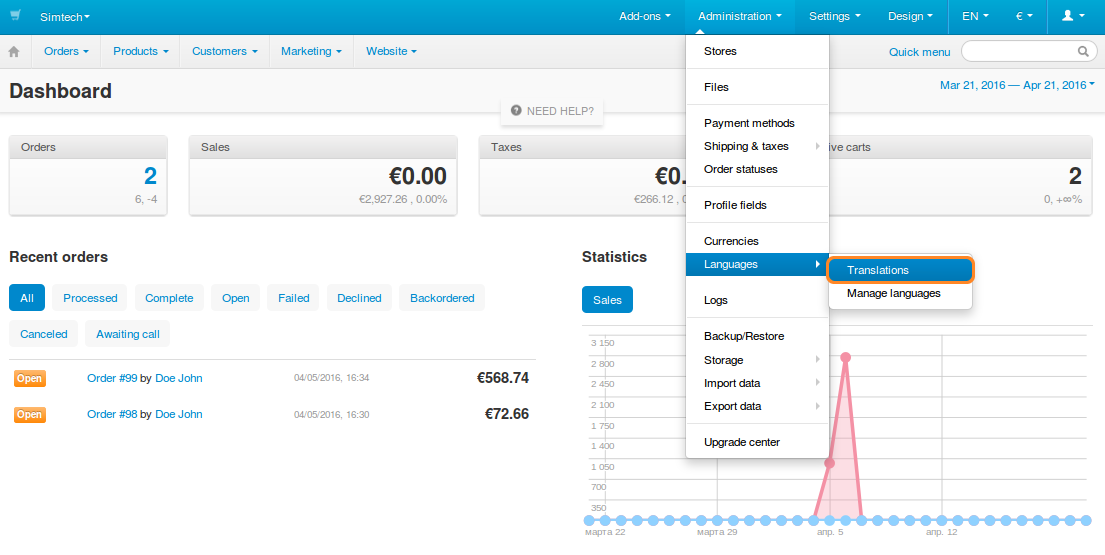 Simtech
Add-ons
Administration
Settings
Design
EN
€
Orders
Products
Customers
Marketing
Website
Quick menu
Dashboard
Mar 21, 2016 — Apr 21, 2016
NEED HELP?
Orders
2
6, -4
Sales
€0.00
€2,927.26 , 0.00%
Taxes
€0.
€266.12 , 0
ive carts
2
0, +∞%
Stores
Files
Payment methods
Shipping & taxes
Order statuses
Profile fields
Currencies
Languages
Translations
Manage languages
Logs
Backup/Restore
Storage
Import data
Export data
Upgrade center
Recent orders
All
Processed
Complete
Open
Failed
Declined
Backordered
Canceled
Awaiting call
Open
Order #99 by Doe John
04/05/2016, 16:34
€568.74
Open
Order #98 by Doe John
04/05/2016, 16:30
€72.66
Statistics
Sales
3 150
2 800
2 450
2 100
1 750
1 400
1 050
700
350
марта 22
марта 29
апр. 5
апр. 12